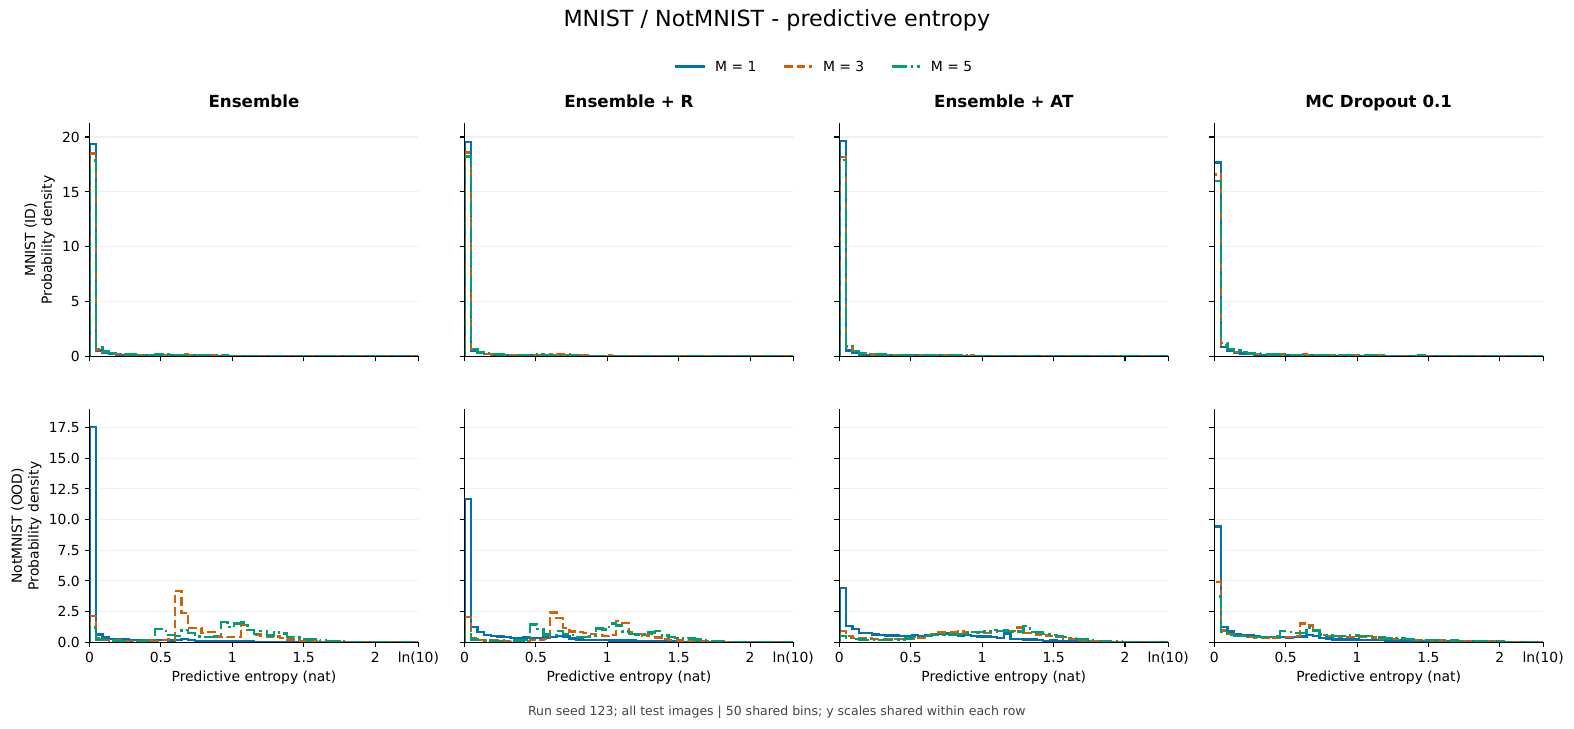 MNIST / NotMNIST - predictive entropy
M = 1 M = 3 M = 5
Ensemble
Ensemble + R
Ensemble + AT
MC Dropout 0.1
MNIST (ID)
Probability density
20
15
10
5
0
NotMNIST (OOD)
Probability density
17.5
15.0
12.5
10.0
7.5
5.0
2.5
0.0
0 0.5 1 1.5 2 ln(10)
0 0.5 1 1.5 2 ln(10)
0 0.5 1 1.5 2 ln(10)
0 0.5 1 1.5 2 ln(10)
Predictive entropy (nat)
Predictive entropy (nat)
Predictive entropy (nat)
Predictive entropy (nat)
Run seed 123; all test images | 50 shared bins; y scales shared within each row